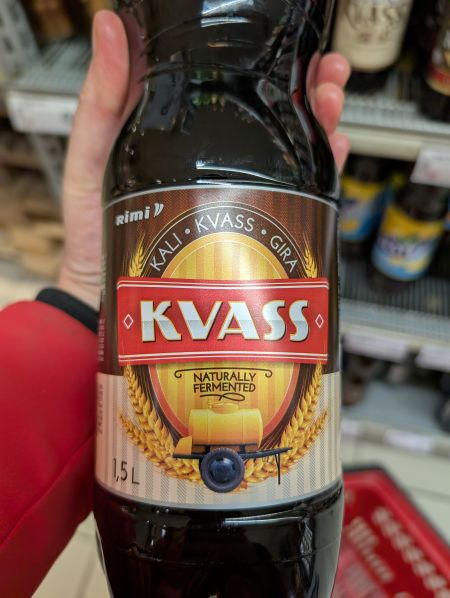 Rimi
KALI • KVASS • GIRA
KVASS
NATURALLY
FERMENTED
1,5 L